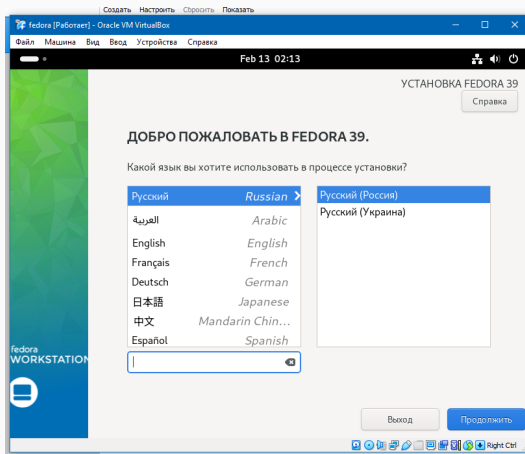 Создать Настроить Сбросить Показать
fedora [Работает] - Oracle VM VirtualBox
Файл Машина Вид Ввод Устройства Справка
Feb 13 02:13
УСТАНОВКА FEDORA 39
Справка
ДОБРО ПОЖАЛОВАТЬ В FEDORA 39.
Какой язык вы хотите использовать в процессе установки?
Русский Russian
العربية Arabic
English English
Français French
Deutsch German
日本語 Japanese
中文 Mandarin Chin...
Español Spanish
Русский (Россия)
Русский (Украина)
fedora
WORKSTATION
Выход
Продолжить
Right Ctrl